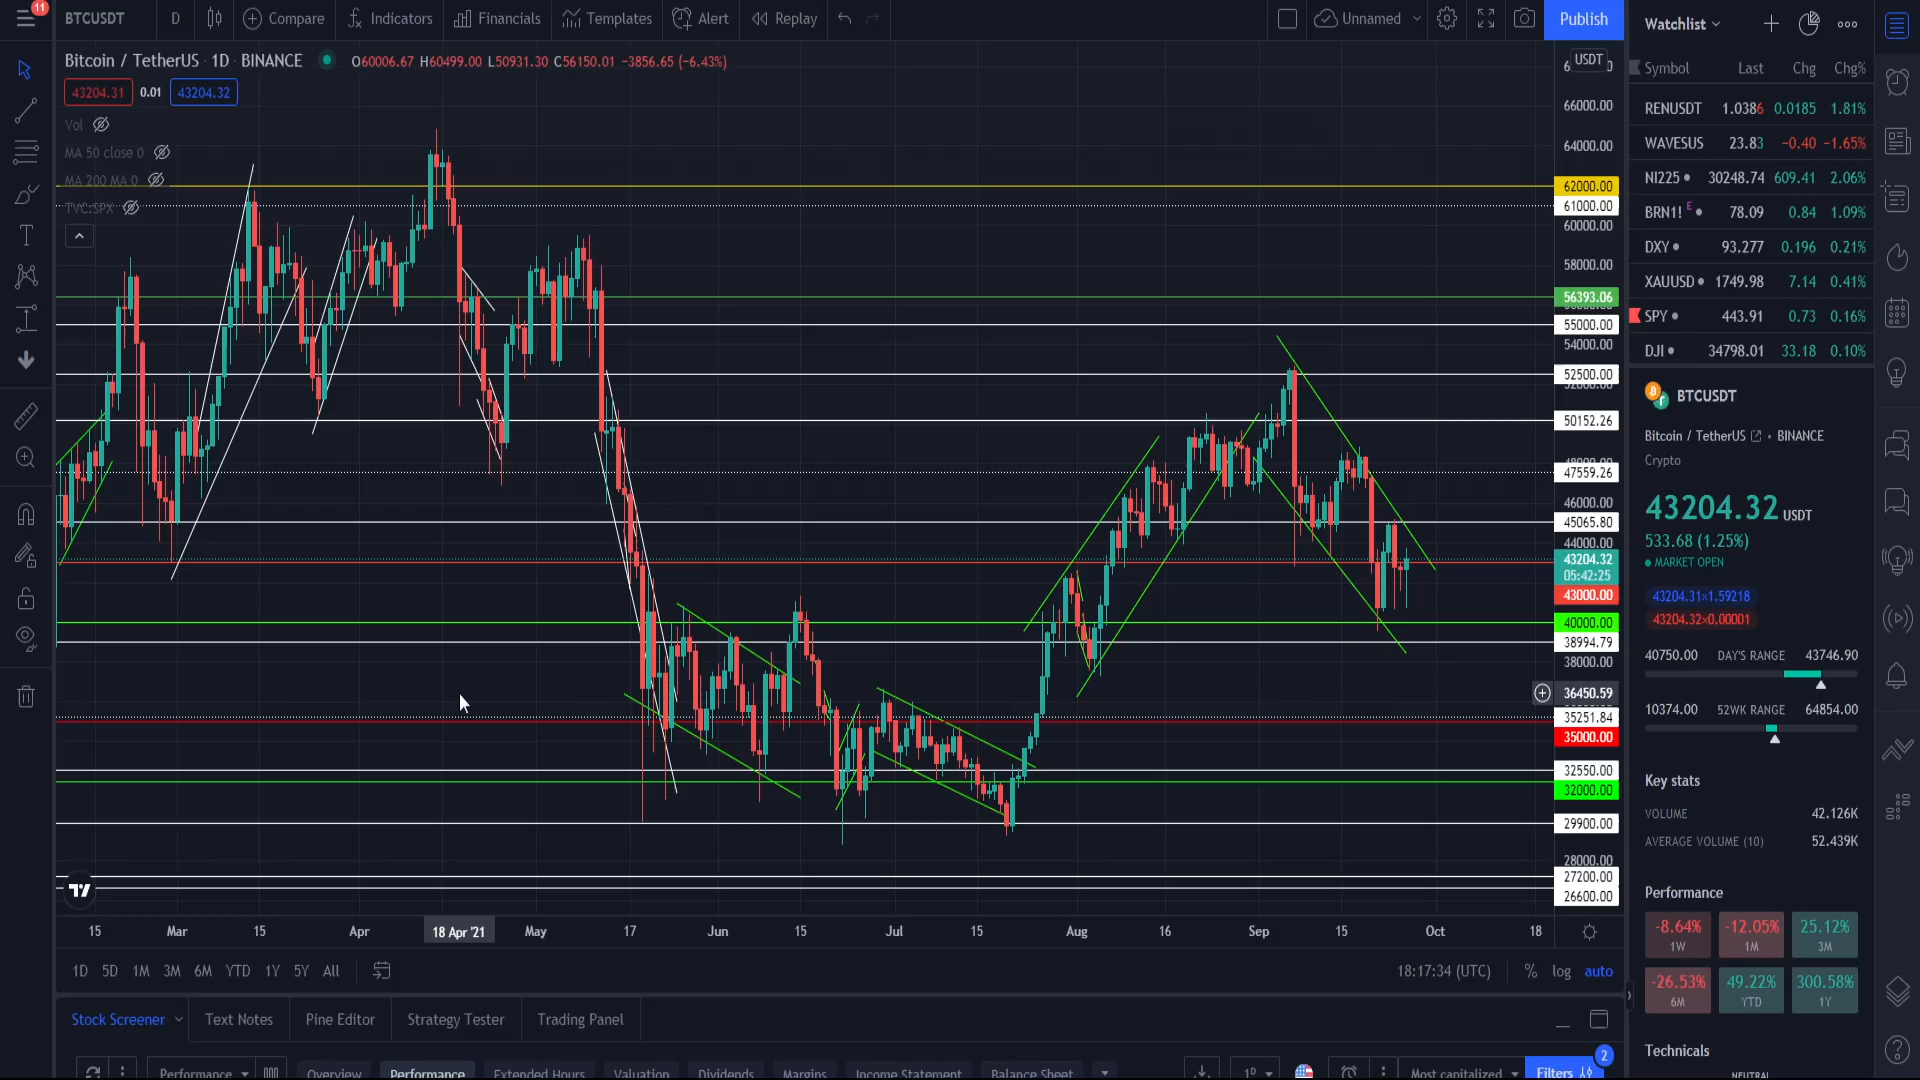 11
BTCUSDT D Compare Indicators Financials Templates Alert Replay Unnamed Publish
Bitcoin / TetherUS 1D BINANCE O60006.67 H60499.00 L50931.30 C56150.01 −3856.65 (−6.43%)
43204.31 0.01 43204.32
Vol
MA 50 close 0
MA 200 MA 0
TVC:SPX
USDT
66000.00
64000.00
62000.00
61000.00
60000.00
58000.00
56393.06
55000.00
54000.00
52500.00
52000.00
50152.26
48000.00
47559.26
46000.00
45065.80
44000.00
43204.32
05:42:25
43000.00
40000.00
38994.79
38000.00
36450.59
35251.84
35000.00
32550.00
32000.00
29900.00
28000.00
27200.00
26600.00
15 Mar 15 Apr 18 Apr '21 May 17 Jun 15 Jul 15 Aug 16 Sep 15 Oct 18
1D 5D 1M 3M 6M YTD 1Y 5Y All 18:17:34 (UTC) % log auto
Stock Screener Text Notes Pine Editor Strategy Tester Trading Panel
Performance Overview Performance Extended Hours Valuation Dividends Margins Income Statement Balance Sheet 1D Most capitalized Filters 2
Watchlist
Symbol Last Chg Chg%
RENUSDT 1.0386 0.0185 1.81%
WAVESUS 23.83 −0.40 −1.65%
NI225 30248.74 609.41 2.06%
BRN1! E 78.09 0.84 1.09%
DXY 93.277 0.196 0.21%
XAUUSD 1749.98 7.14 0.41%
SPY 443.91 0.73 0.16%
DJI 34798.01 33.18 0.10%
BTCUSDT
Bitcoin / TetherUS • BINANCE
Crypto
43204.32 USDT
533.68 (1.25%)
MARKET OPEN
43204.31×1.59218
43204.32×0.00001
40750.00 DAY'S RANGE 43746.90
10374.00 52WK RANGE 64854.00
Key stats
VOLUME 42.126K
AVERAGE VOLUME (10) 52.439K
Performance
-8.64% -12.05% 25.12%
1W 1M 3M
-26.53% 49.22% 300.58%
6M YTD 1Y
Technicals
NEUTRAL